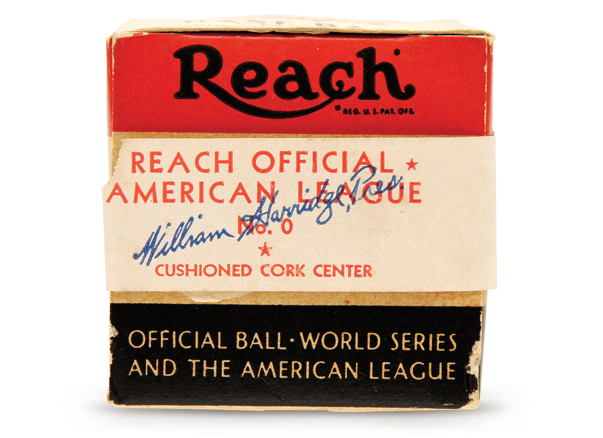 Reach
REG. U.S. PAT. OFF.
REACH OFFICIAL ★
AMERICAN LEAGUE
William Harridge, Pres.
No. 0
★
CUSHIONED CORK CENTER
OFFICIAL BALL · WORLD SERIES
AND THE AMERICAN LEAGUE